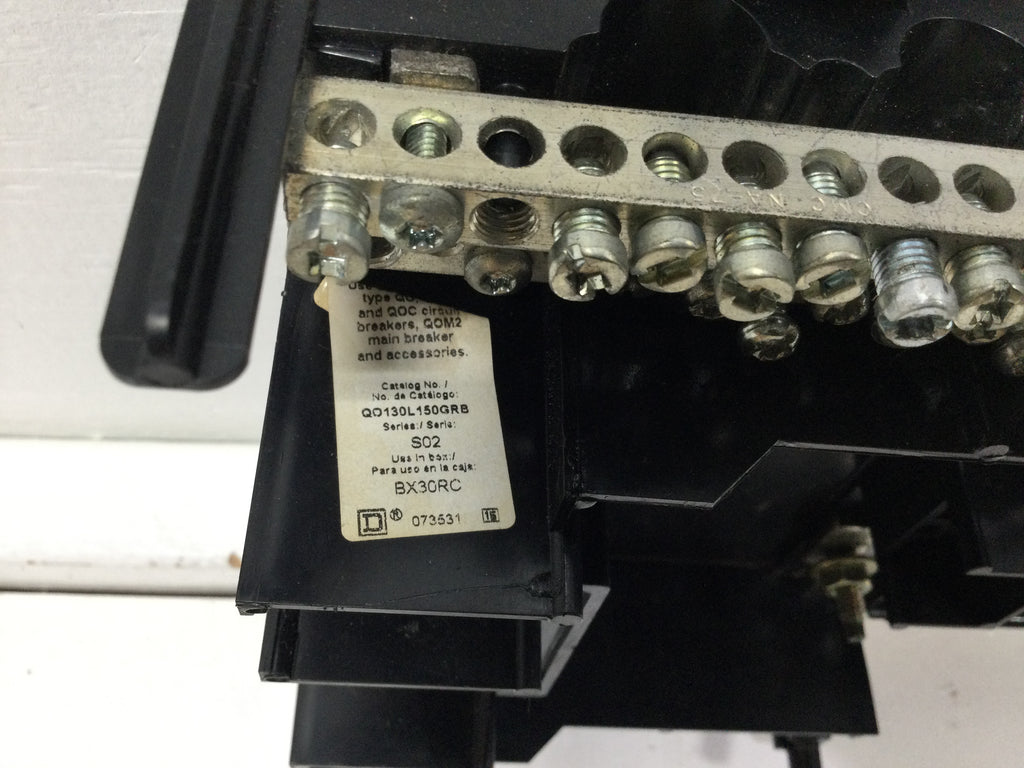 type QO,
and QOC circuit
breakers, QOM2
main breaker
and accessories.
Catalog No. /
No. de Catálogo:
QO130L150GRB
Series:/ Serie:
S02
Use in box:/
Para uso en la caja:
BX30RC
D ® 073531 15